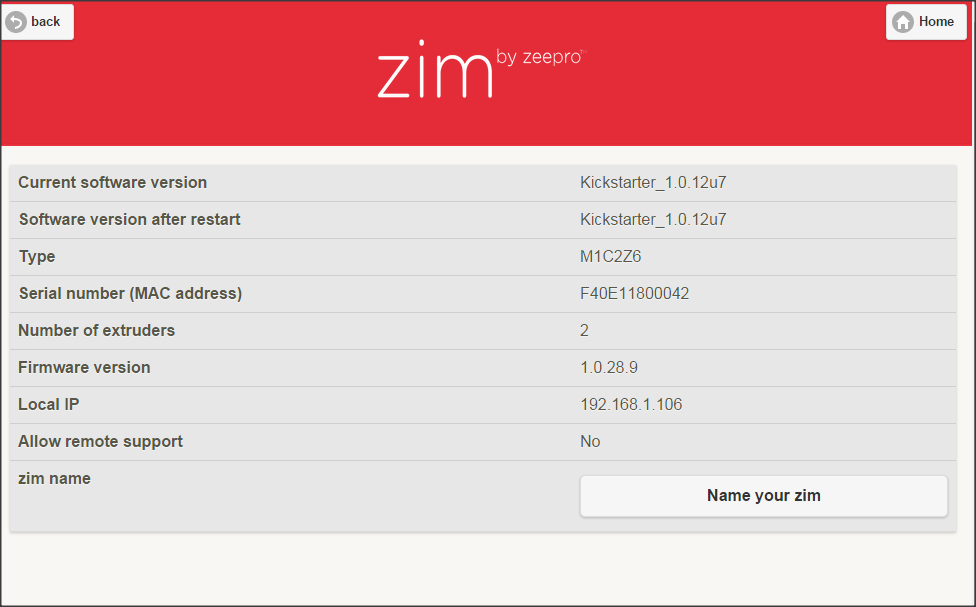 back
Home
zim by zeepro™
Current software version Kickstarter_1.0.12u7
Software version after restart Kickstarter_1.0.12u7
Type M1C2Z6
Serial number (MAC address) F40E11800042
Number of extruders 2
Firmware version 1.0.28.9
Local IP 192.168.1.106
Allow remote support No
zim name
Name your zim